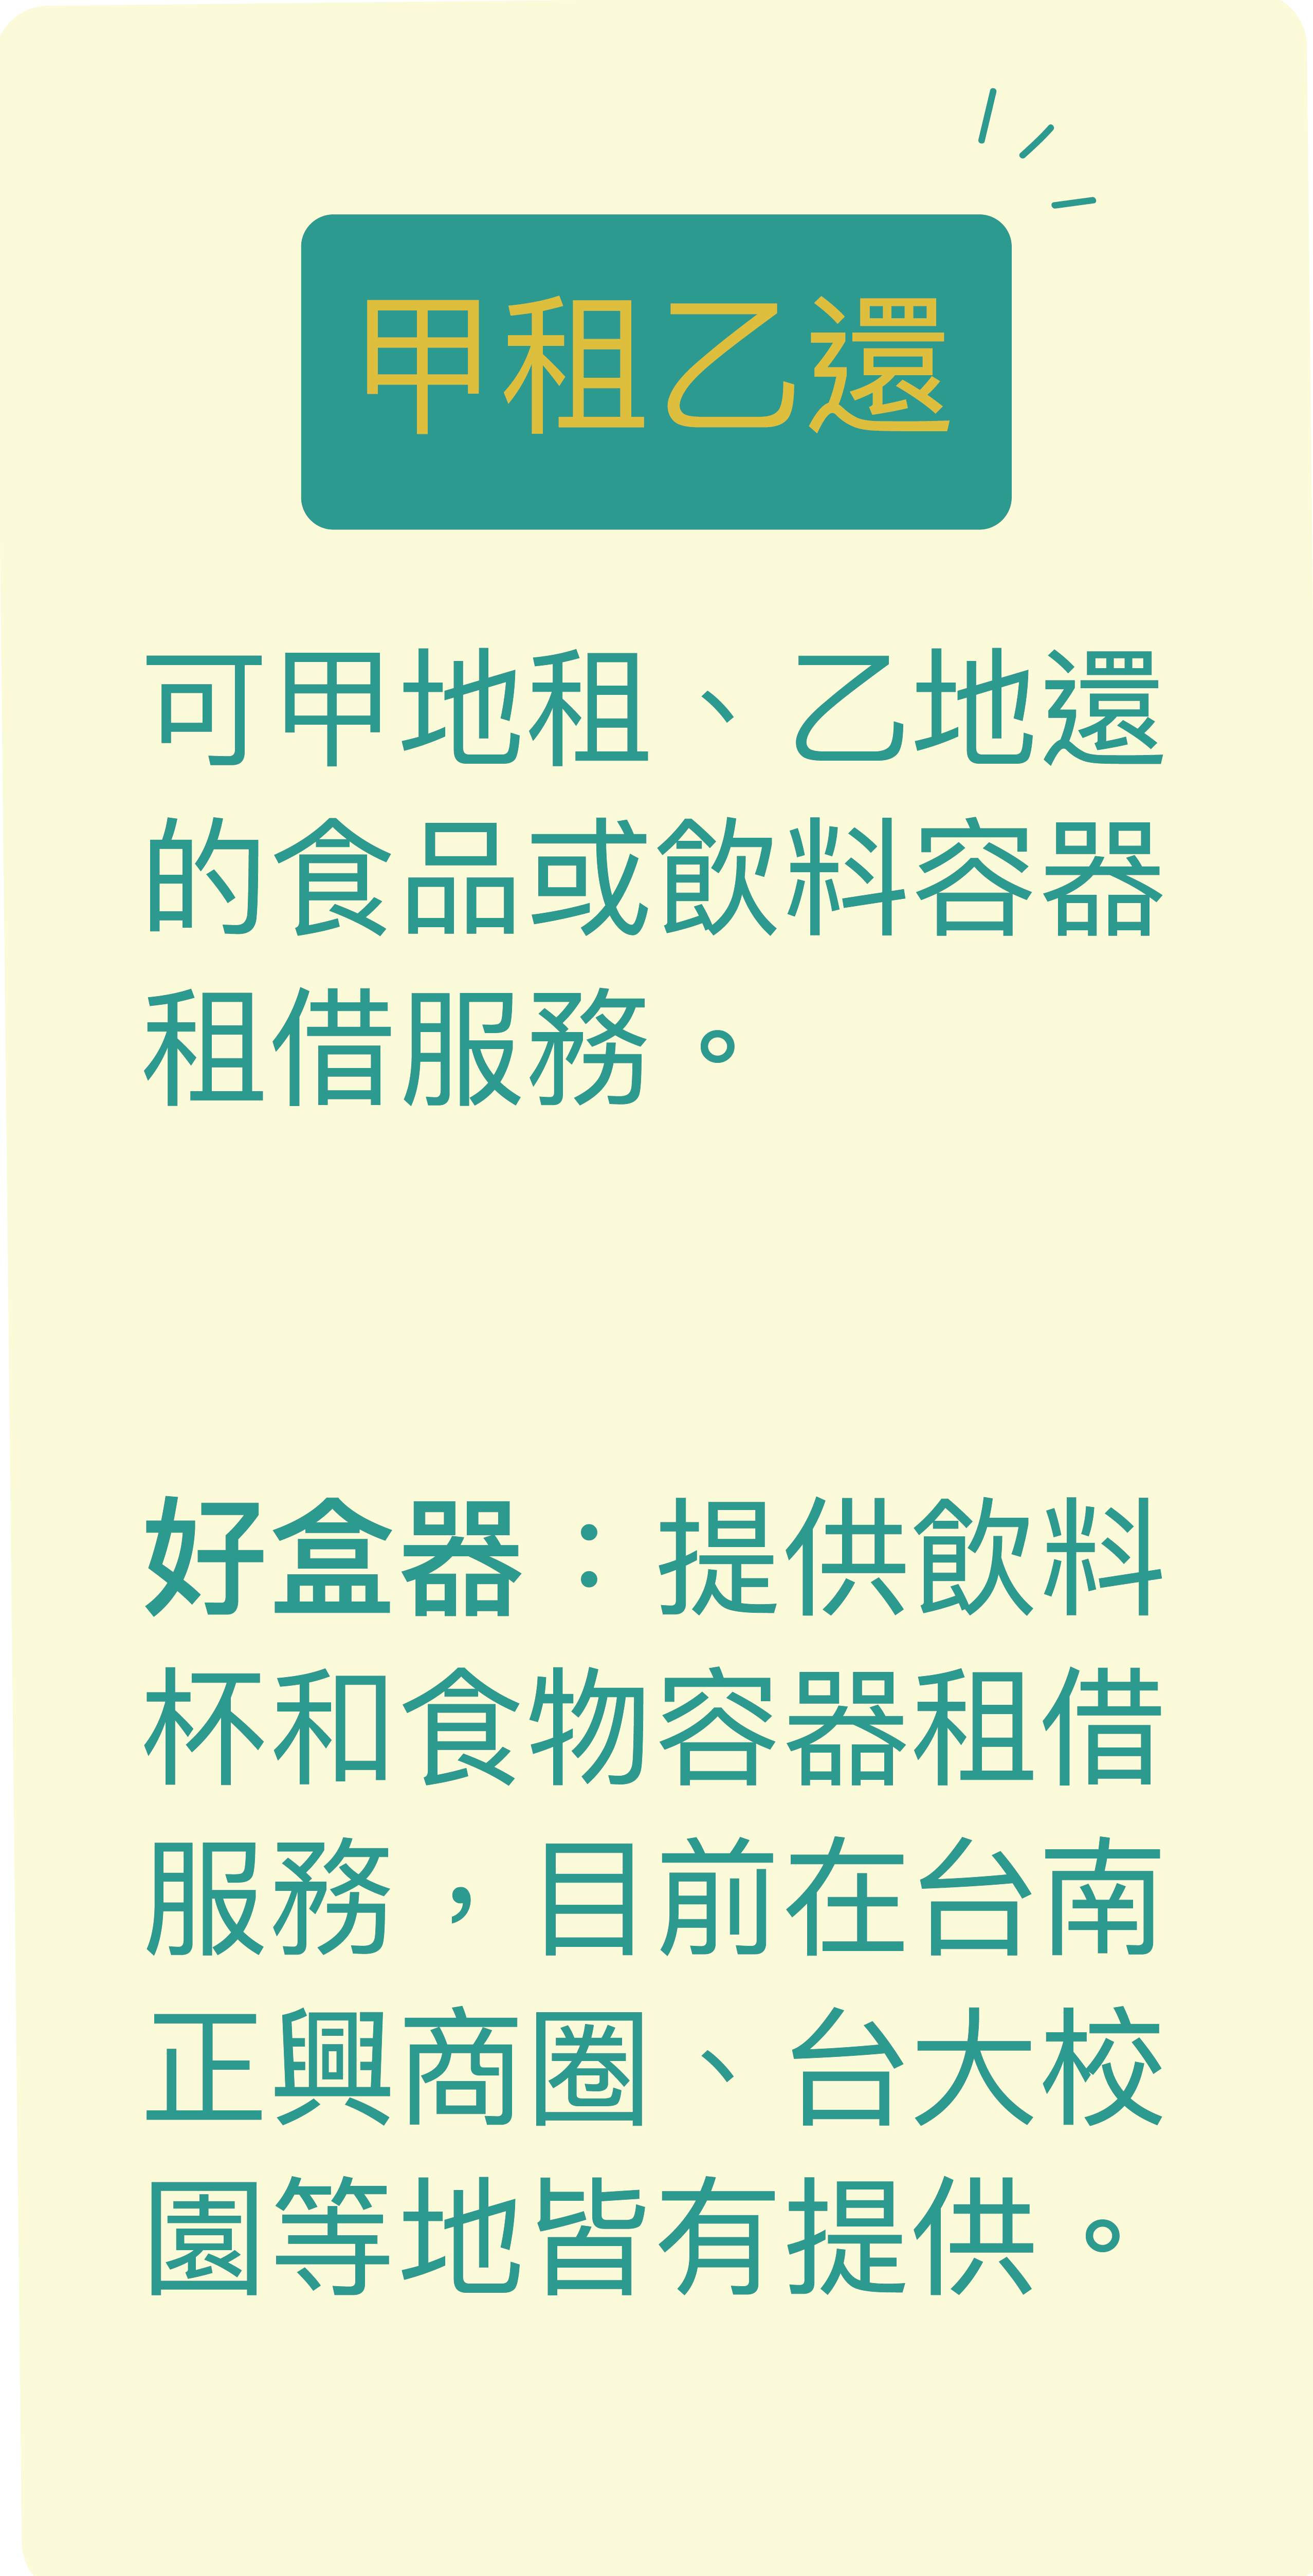 甲租乙還
可甲地租、乙地還
的食品或飲料容器
租借服務。
好盒器：提供飲料
杯和食物容器租借
服務，目前在台南
正興商圈、台大校
園等地皆有提供。